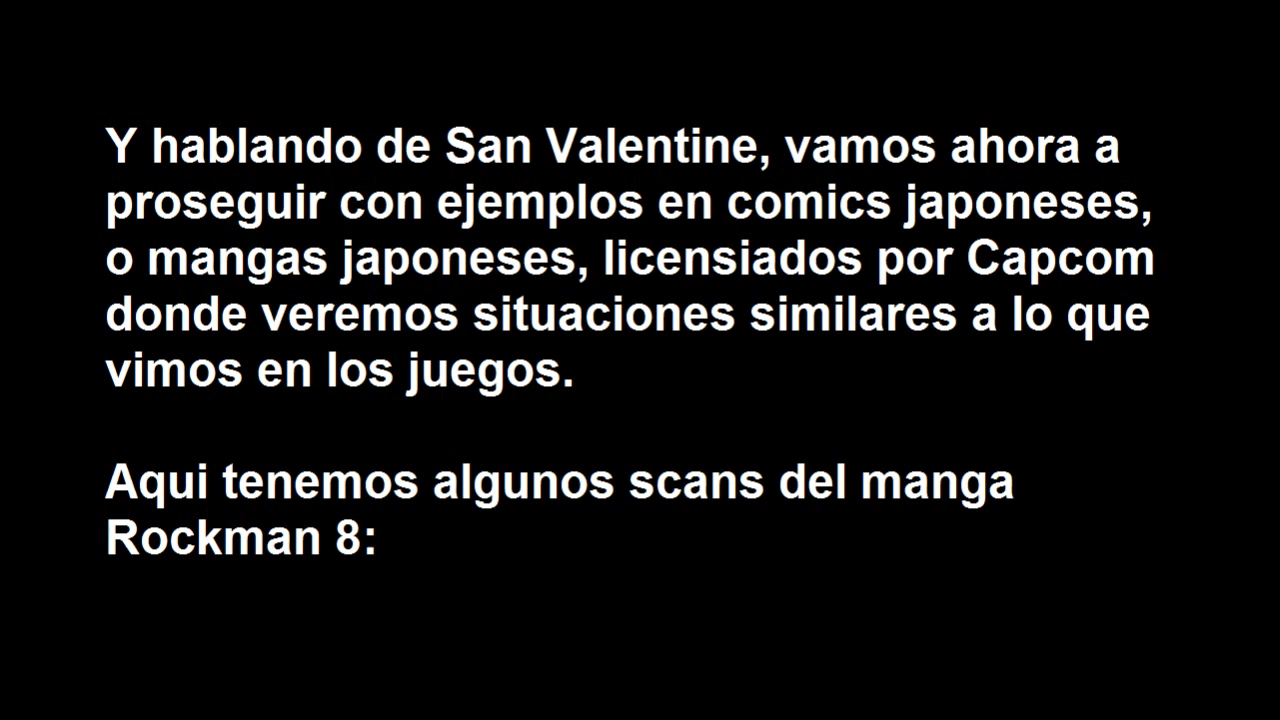 Y hablando de San Valentine, vamos ahora a
proseguir con ejemplos en comics japoneses,
o mangas japoneses, licensiados por Capcom
donde veremos situaciones similares a lo que
vimos en los juegos.
Aqui tenemos algunos scans del manga
Rockman 8: